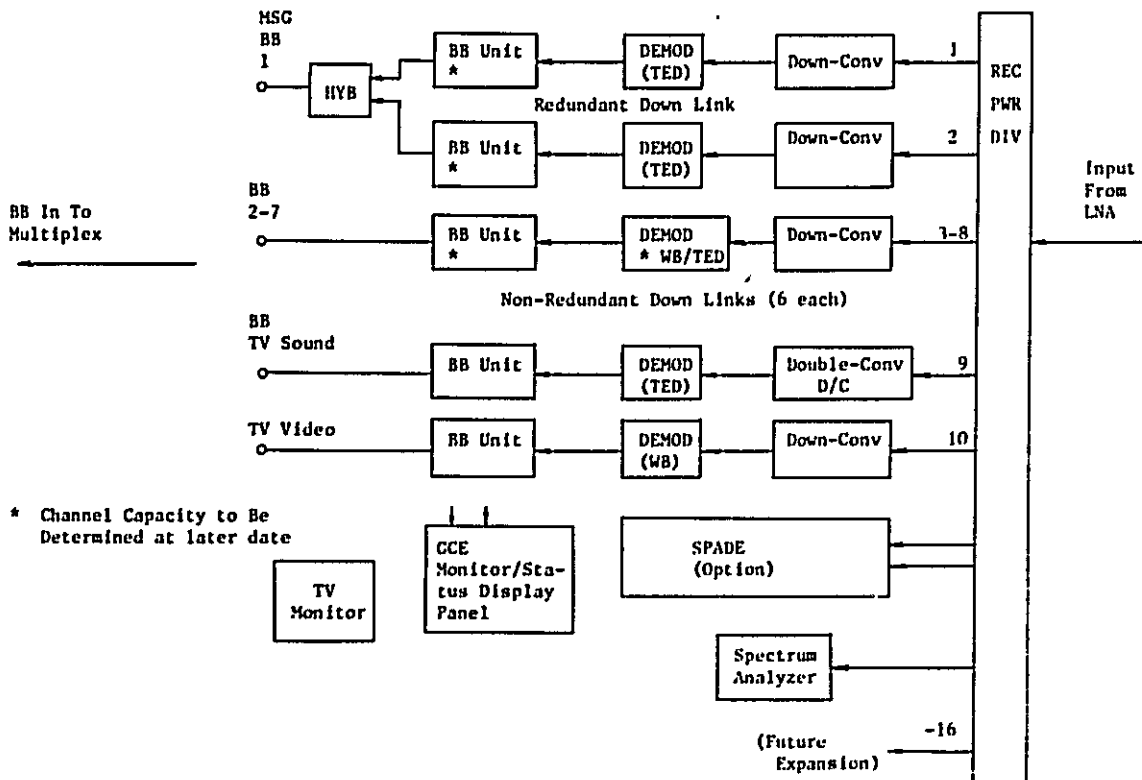 MSG
BB
1
HYB
BB Unit
*
DEMOD
(TED)
Down-Conv
1
REC
PWR
DIV
Redundant Down Link
BB Unit
*
DEMOD
(TED)
Down-Conv
2
Input
From
LNA
BB In To
Multiplex
BB
2-7
BB Unit
*
DEMOD
* WB/TED
Down-Conv
3-8
Non-Redundant Down Links (6 each)
BB
TV Sound
BB Unit
DEMOD
(TED)
Double-Conv
D/C
9
TV Video
BB Unit
DEMOD
(WB)
Down-Conv
10
* Channel Capacity to Be
Determined at later date
TV
Monitor
GCE
Monitor/Sta-
tus Display
Panel
SPADE
(Option)
Spectrum
Analyzer
-16
(Future
Expansion)